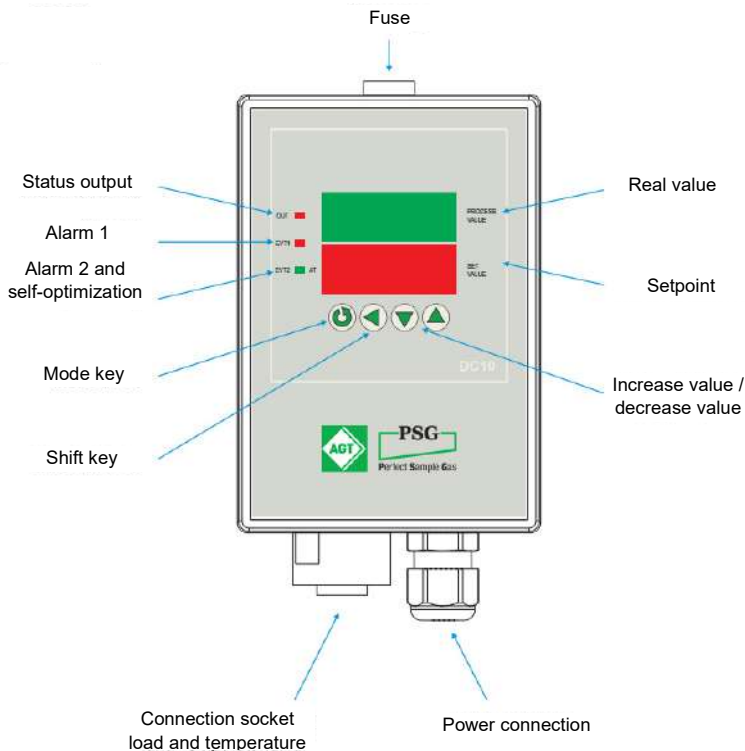 Fuse
Status output
Real value
OUT
PROCESS
VALUE
Alarm 1
EVT1
Alarm 2 and
self-optimization
EVT2
AT
SET
VALUE
Setpoint
Mode key
DC10
Increase value /
decrease value
Shift key
AGT
PSG
Perfect Sample Gas
Connection socket
load and temperature
Power connection